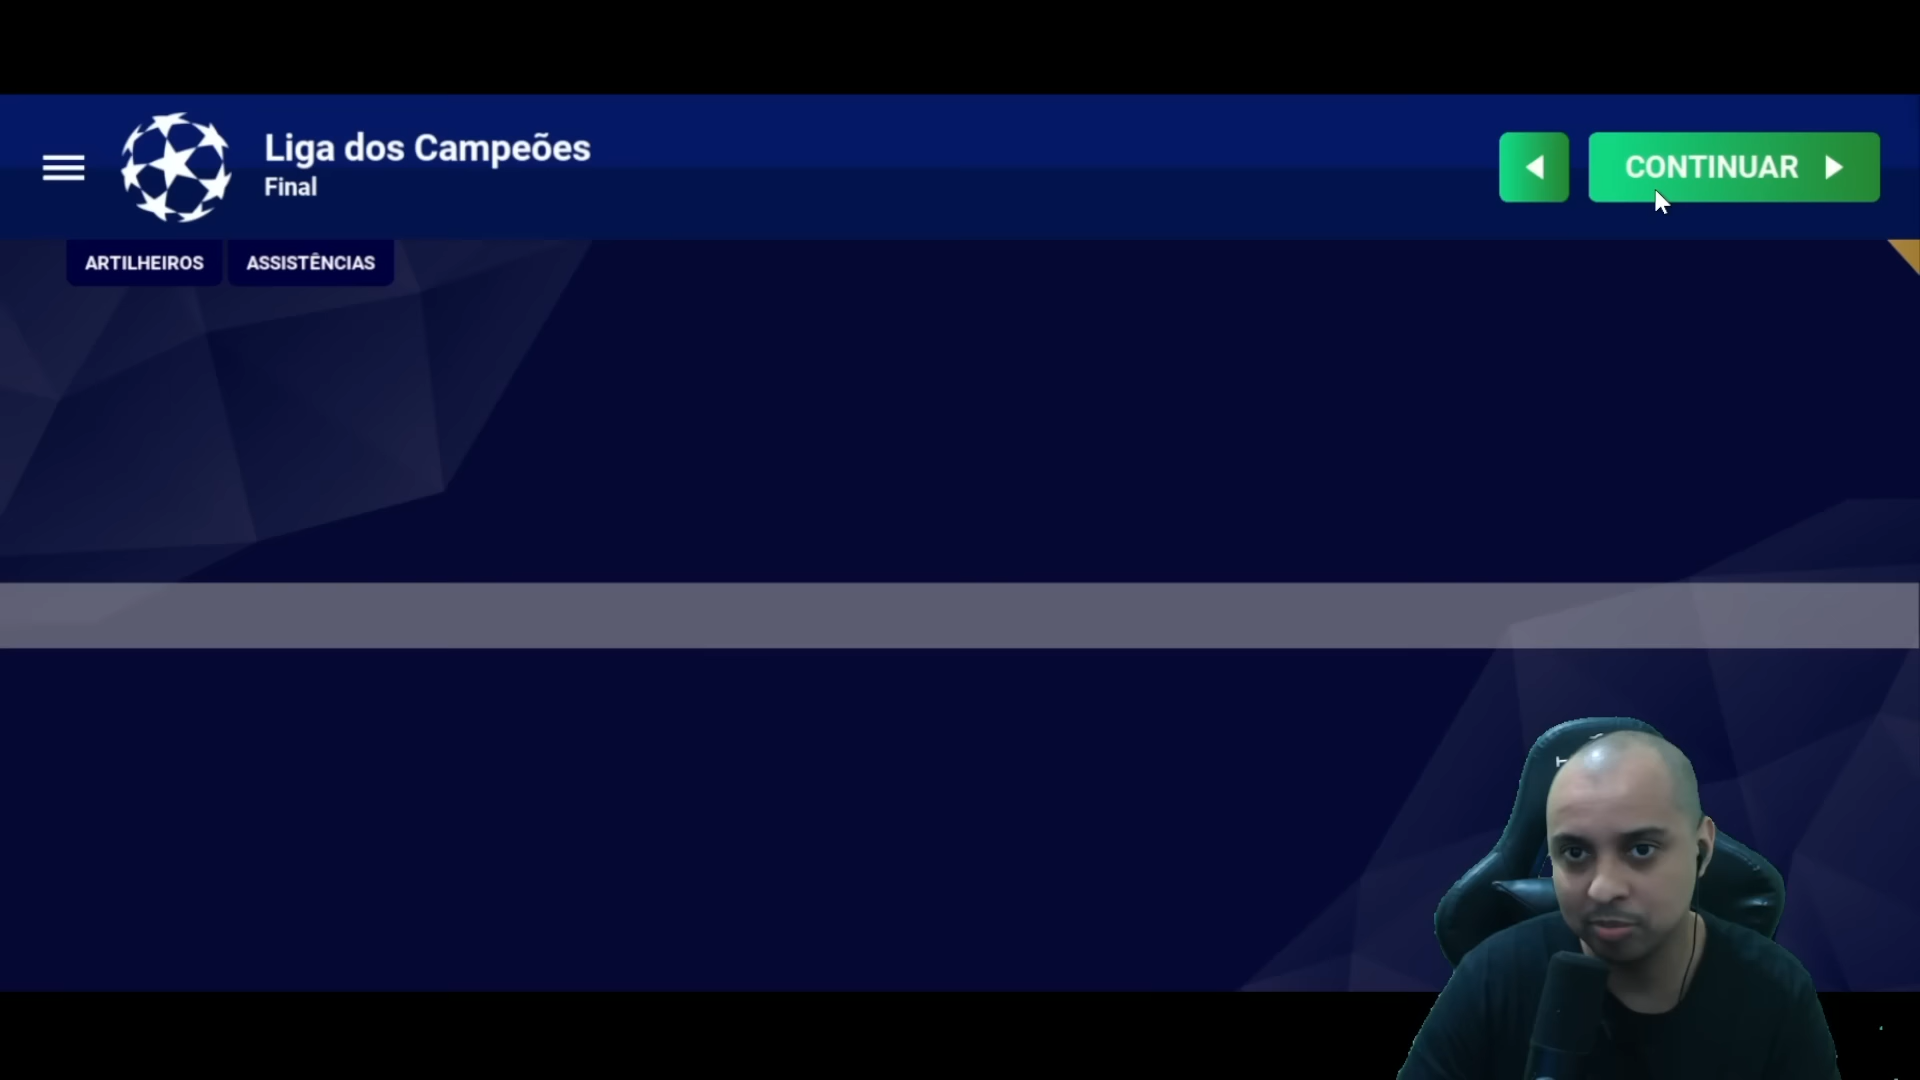 Liga dos Campeões
Final
CONTINUAR
ARTILHEIROS
ASSISTÊNCIAS